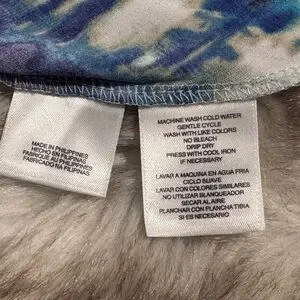 MADE IN PHILIPPINES
HECHO EN FILIPINAS
FABRIQUE AU PHILIPPINES
FABRICADO NA FILIPINAS
MACHINE WASH COLD WATER
GENTLE CYCLE
WASH WITH LIKE COLORS
NO BLEACH
DRIP DRY
PRESS WITH COOL IRON
IF NECESSARY
LAVAR A MAQUINA EN AGUA FRIA
CICLO SUAVE
LAVAR CON COLORES SIMILARES
NO UTILIZAR BLANQUEADOR
SECAR AL AIRE
PLANCHAR CON PLANCHA TIBIA
SI ES NECESARIO